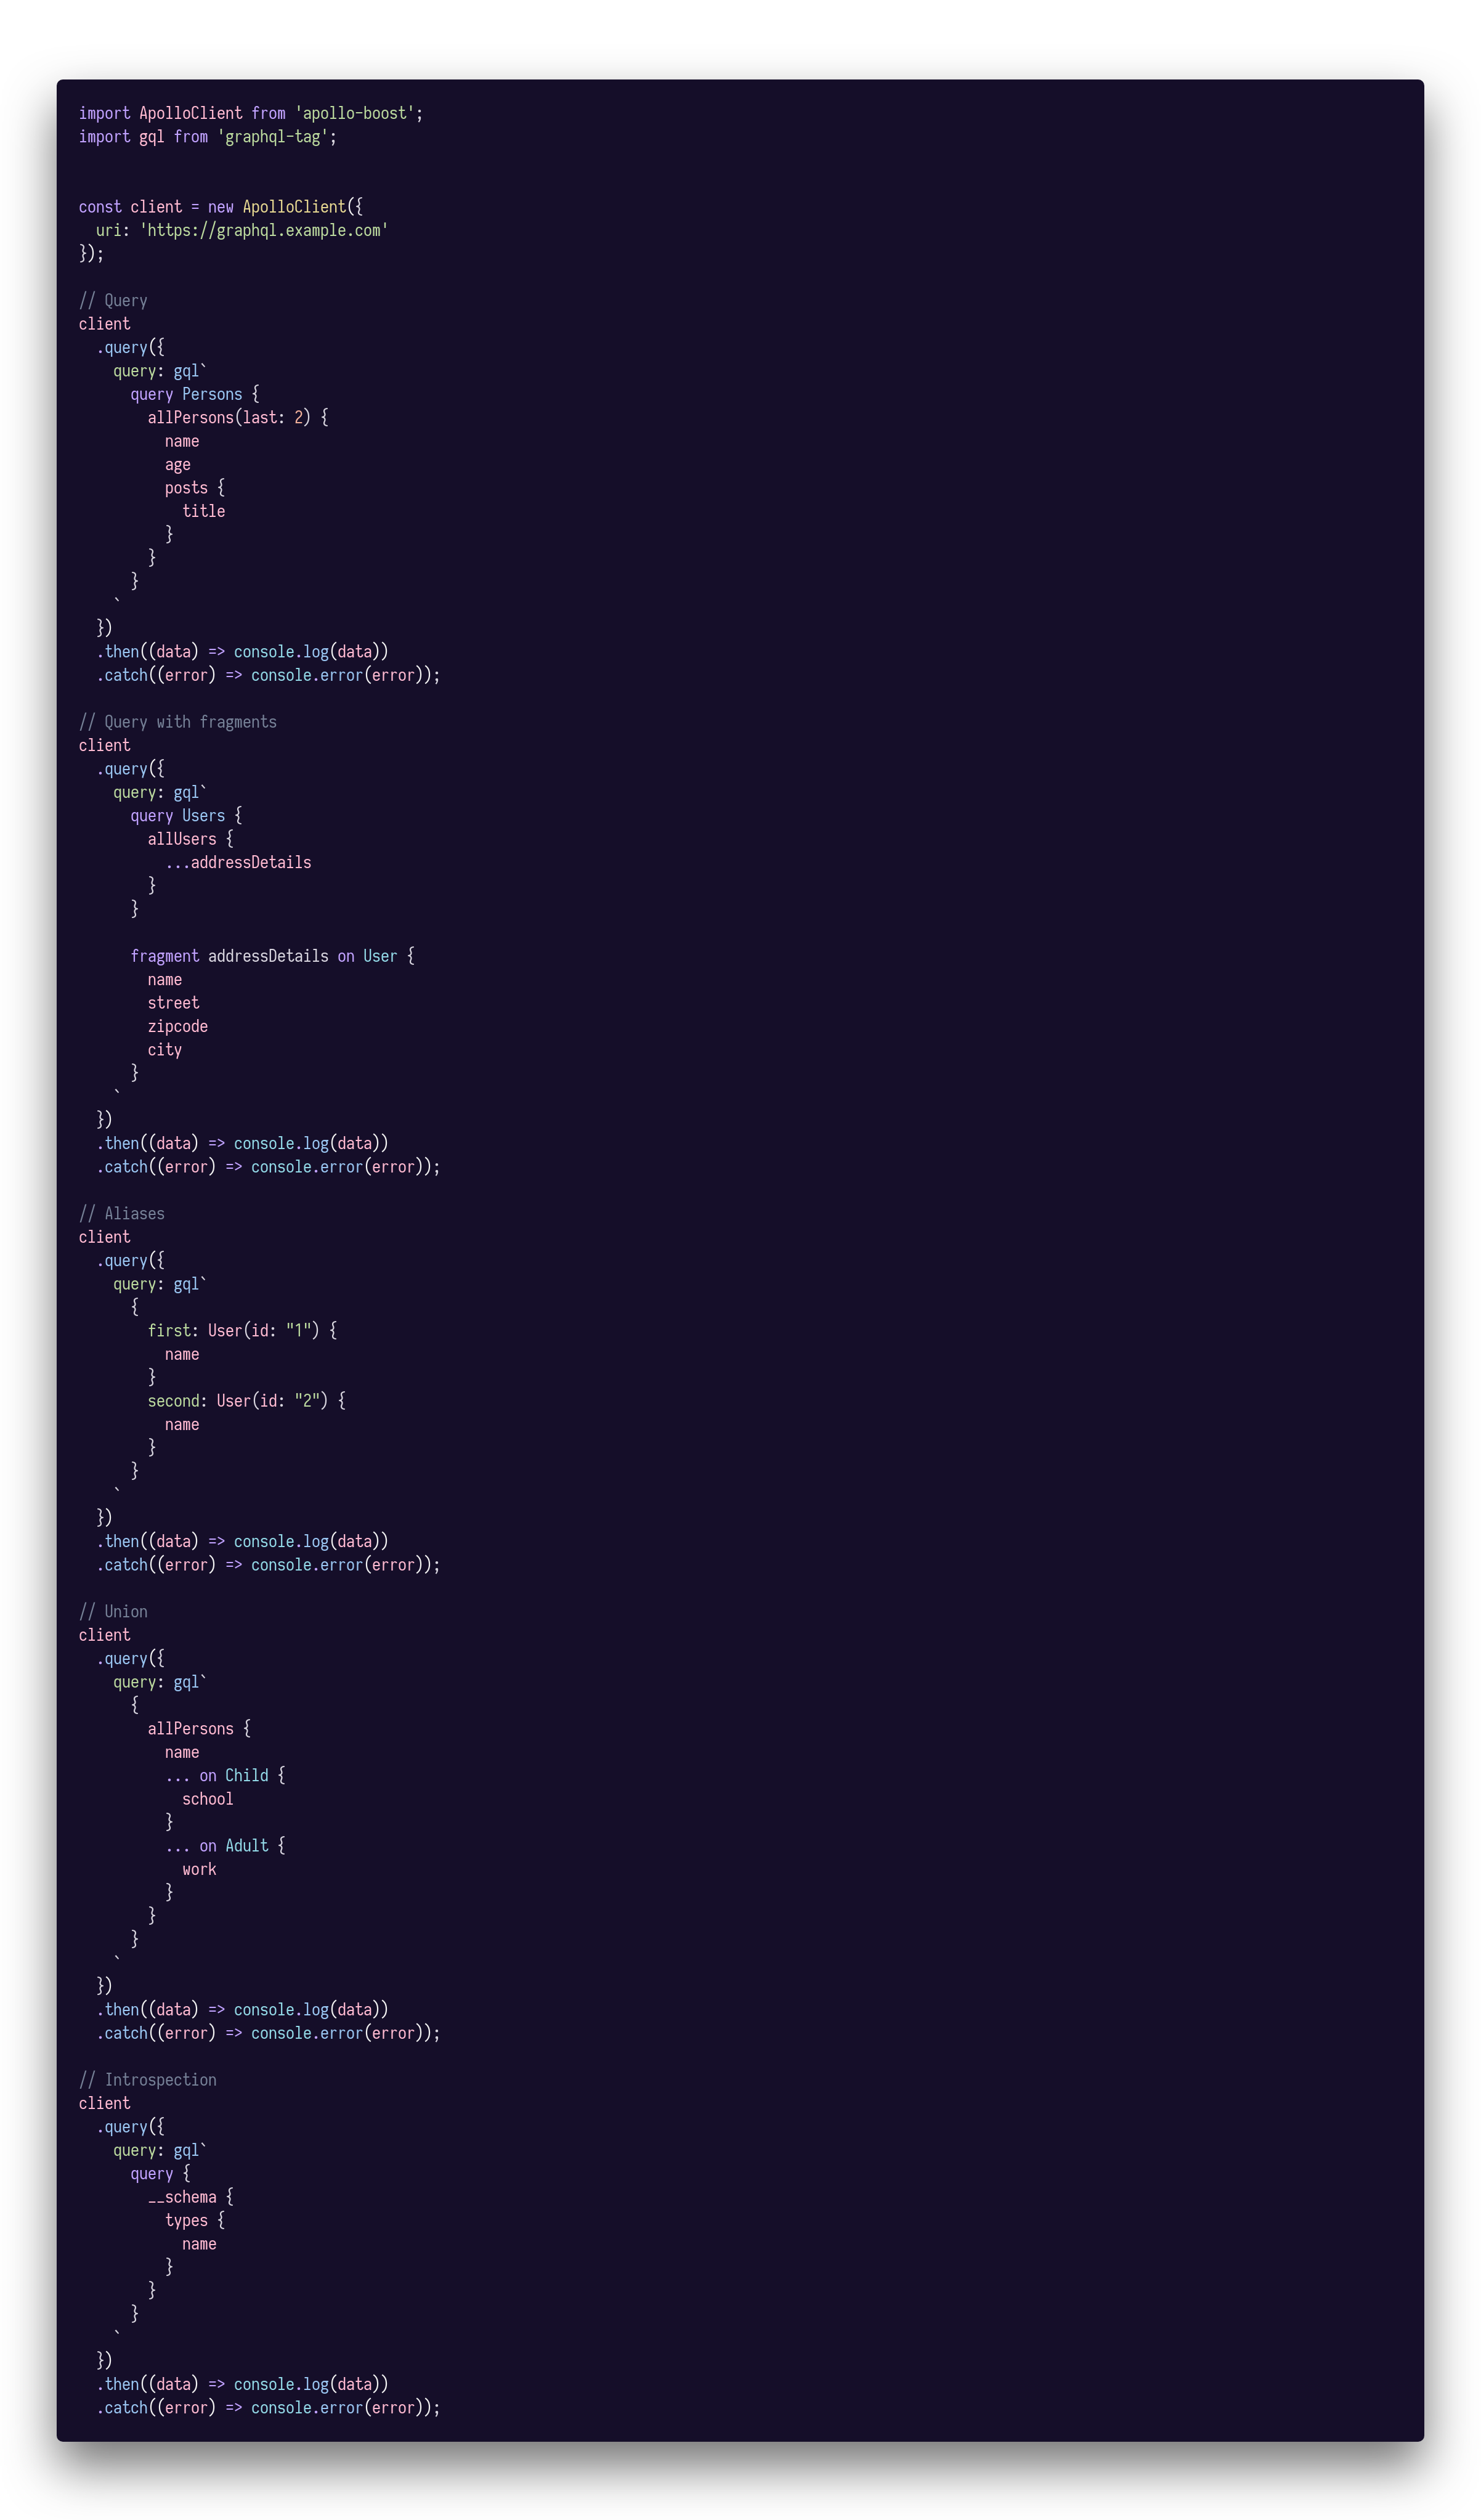 import ApolloClient from 'apollo-boost';
import gql from 'graphql-tag';


const client = new ApolloClient({
  uri: 'https://graphql.example.com'
});

// Query
client
  .query({
    query: gql`
      query Persons {
        allPersons(last: 2) {
          name
          age
          posts {
            title
          }
        }
      }
    `
  })
  .then((data) => console.log(data))
  .catch((error) => console.error(error));

// Query with fragments
client
  .query({
    query: gql`
      query Users {
        allUsers {
          ...addressDetails
        }
      }

      fragment addressDetails on User {
        name
        street
        zipcode
        city
      }
    `
  })
  .then((data) => console.log(data))
  .catch((error) => console.error(error));

// Aliases
client
  .query({
    query: gql`
      {
        first: User(id: "1") {
          name
        }
        second: User(id: "2") {
          name
        }
      }
    `
  })
  .then((data) => console.log(data))
  .catch((error) => console.error(error));

// Union
client
  .query({
    query: gql`
      {
        allPersons {
          name
          ... on Child {
            school
          }
          ... on Adult {
            work
          }
        }
      }
    `
  })
  .then((data) => console.log(data))
  .catch((error) => console.error(error));

// Introspection
client
  .query({
    query: gql`
      query {
        __schema {
          types {
            name
          }
        }
      }
    `
  })
  .then((data) => console.log(data))
  .catch((error) => console.error(error));